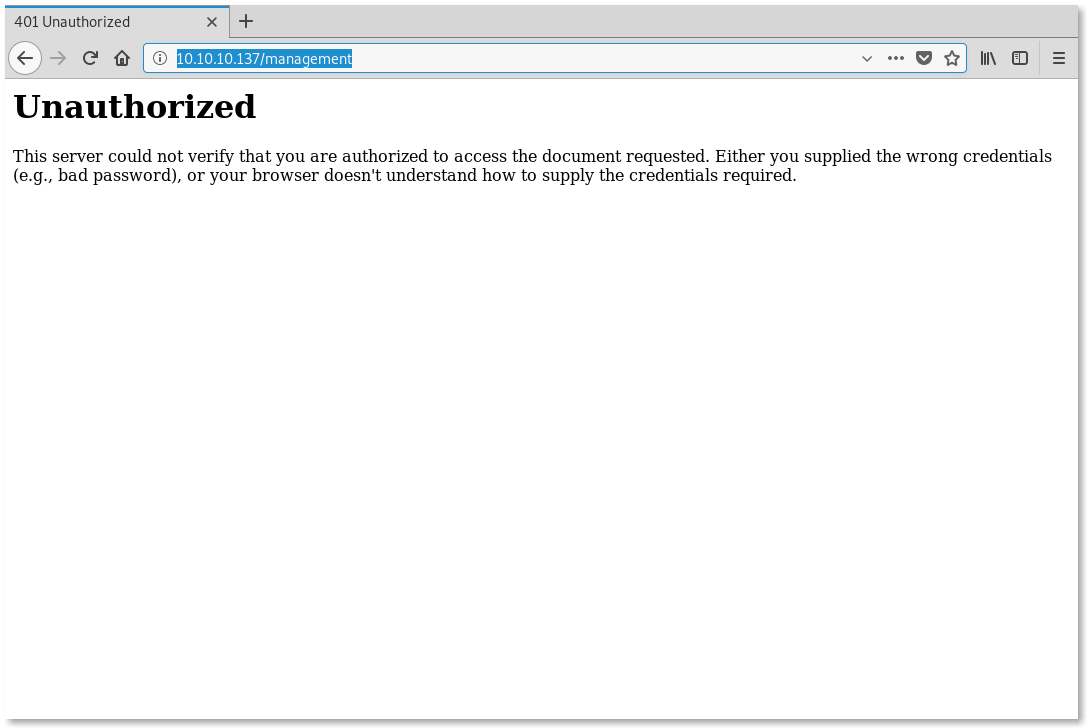 401 Unauthorized
10.10.10.137/management
Unauthorized
This server could not verify that you are authorized to access the document requested. Either you supplied the wrong credentials
(e.g., bad password), or your browser doesn't understand how to supply the credentials required.